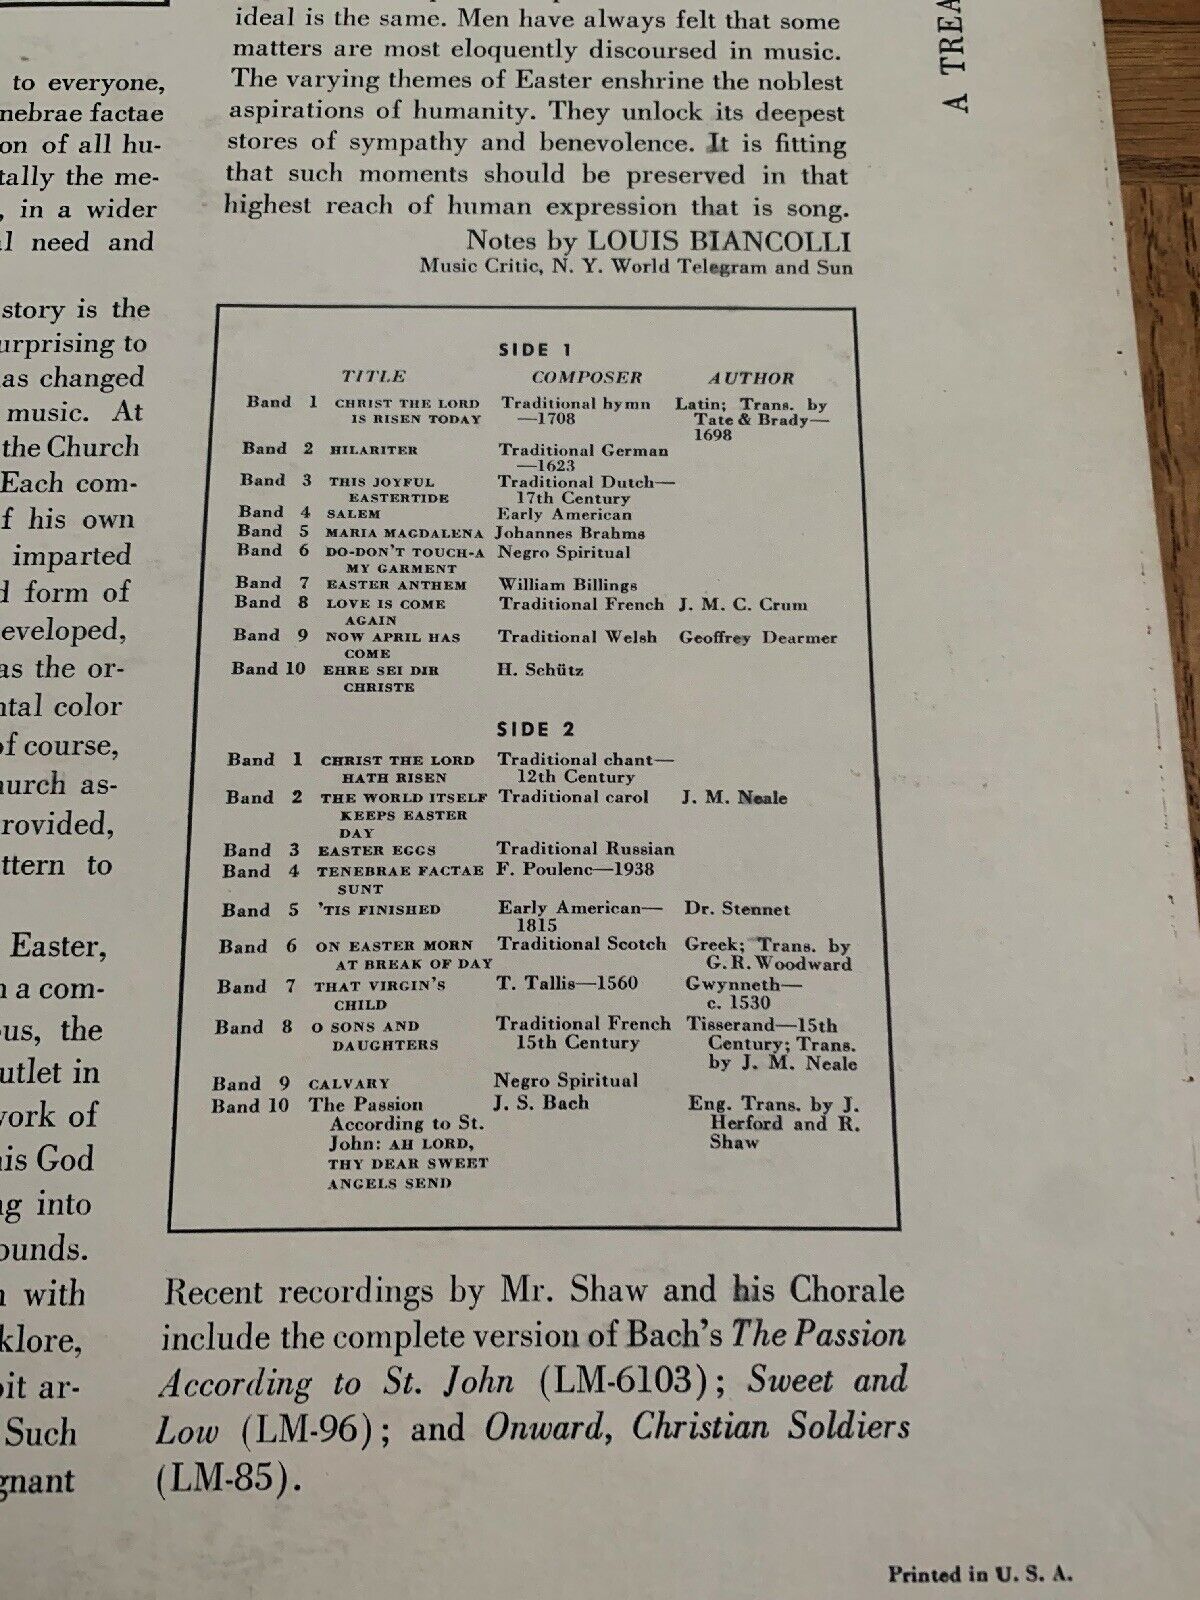 to everyone,
nebrae factae
on of all hu-
tally the me-
, in a wider
l need and
story is the
urprising to
as changed
music. At
the Church
Each com-
f his own
imparted
d form of
eveloped,
as the or-
ntal color
of course,
hurch as-
rovided,
ttern to
Easter,
n a com-
ous, the
utlet in
work of
his God
ng into
ounds.
n with
klore,
bit ar-
Such
gnant
ideal is the same. Men have always felt that some
matters are most eloquently discoursed in music.
The varying themes of Easter enshrine the noblest
aspirations of humanity. They unlock its deepest
stores of sympathy and benevolence. It is fitting
that such moments should be preserved in that
highest reach of human expression that is song.
Notes by LOUIS BIANCOLLI
Music Critic, N. Y. World Telegram and Sun
SIDE 1
TITLE COMPOSER AUTHOR
Band 1 CHRIST THE LORD Traditional hymn Latin; Trans. by
IS RISEN TODAY —1708 Tate & Brady—
1698
Band 2 HILARITER Traditional German
—1623
Band 3 THIS JOYFUL Traditional Dutch—
EASTERTIDE 17th Century
Band 4 SALEM Early American
Band 5 MARIA MAGDALENA Johannes Brahms
Band 6 DO-DON'T TOUCH-A Negro Spiritual
MY GARMENT
Band 7 EASTER ANTHEM William Billings
Band 8 LOVE IS COME Traditional French J. M. C. Crum
AGAIN
Band 9 NOW APRIL HAS Traditional Welsh Geoffrey Dearmer
COME
Band 10 EHRE SEI DIR H. Schütz
CHRISTE
SIDE 2
Band 1 CHRIST THE LORD Traditional chant—
HATH RISEN 12th Century
Band 2 THE WORLD ITSELF Traditional carol J. M. Neale
KEEPS EASTER
DAY
Band 3 EASTER EGGS Traditional Russian
Band 4 TENEBRAE FACTAE F. Poulenc—1938
SUNT
Band 5 'TIS FINISHED Early American— Dr. Stennet
1815
Band 6 ON EASTER MORN Traditional Scotch Greek; Trans. by
AT BREAK OF DAY G. R. Woodward
Band 7 THAT VIRGIN'S T. Tallis—1560 Gwynneth—
CHILD c. 1530
Band 8 O SONS AND Traditional French Tisserand—15th
DAUGHTERS 15th Century Century; Trans.
by J. M. Neale
Band 9 CALVARY Negro Spiritual
Band 10 The Passion J. S. Bach Eng. Trans. by J.
According to St. Herford and R.
John: AH LORD, Shaw
THY DEAR SWEET
ANGELS SEND
Recent recordings by Mr. Shaw and his Chorale
include the complete version of Bach's The Passion
According to St. John (LM-6103); Sweet and
Low (LM-96); and Onward, Christian Soldiers
(LM-85).
Printed in U. S. A.
A TREA